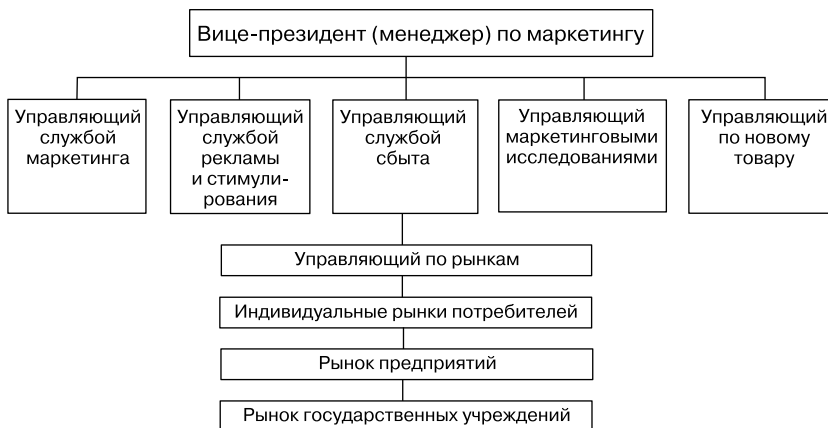 Вице-президент (менеджер) по маркетингу
Управляющий
службой
маркетинга
Управляющий
службой
рекламы
и стимули-
рования
Управляющий
службой
сбыта
Управляющий
маркетинговыми
исследованиями
Управляющий
по новому
товару
Управляющий по рынкам
Индивидуальные рынки потребителей
Рынок предприятий
Рынок государственных учреждений